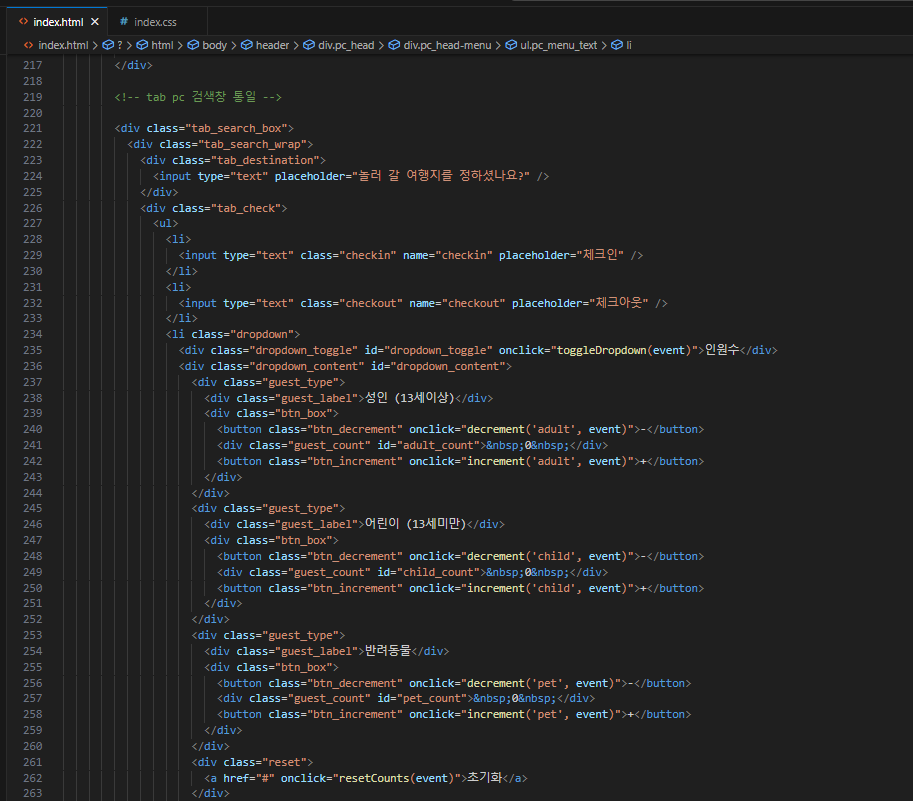 index.html × # index.css
index.html > ? > html > body > header > div.pc_head > div.pc_head-menu > ul.pc_menu_text > li
217 </div>
218
219 <!-- tab pc 검색창 통일 -->
220
221 <div class="tab_search_box">
222 <div class="tab_search_wrap">
223 <div class="tab_destination">
224 <input type="text" placeholder="놀러 갈 여행지를 정하셨나요?" />
225 </div>
226 <div class="tab_check">
227 <ul>
228 <li>
229 <input type="text" class="checkin" name="checkin" placeholder="체크인" />
230 </li>
231 <li>
232 <input type="text" class="checkout" name="checkout" placeholder="체크아웃" />
233 </li>
234 <li class="dropdown">
235 <div class="dropdown_toggle" id="dropdown_toggle" onclick="toggleDropdown(event)">인원수</div>
236 <div class="dropdown_content" id="dropdown_content">
237 <div class="guest_type">
238 <div class="guest_label">성인 (13세이상)</div>
239 <div class="btn_box">
240 <button class="btn_decrement" onclick="decrement('adult', event)">-</button>
241 <div class="guest_count" id="adult_count">&nbsp;0&nbsp;</div>
242 <button class="btn_increment" onclick="increment('adult', event)">+</button>
243 </div>
244 </div>
245 <div class="guest_type">
246 <div class="guest_label">어린이 (13세미만)</div>
247 <div class="btn_box">
248 <button class="btn_decrement" onclick="decrement('child', event)">-</button>
249 <div class="guest_count" id="child_count">&nbsp;0&nbsp;</div>
250 <button class="btn_increment" onclick="increment('child', event)">+</button>
251 </div>
252 </div>
253 <div class="guest_type">
254 <div class="guest_label">반려동물</div>
255 <div class="btn_box">
256 <button class="btn_decrement" onclick="decrement('pet', event)">-</button>
257 <div class="guest_count" id="pet_count">&nbsp;0&nbsp;</div>
258 <button class="btn_increment" onclick="increment('pet', event)">+</button>
259 </div>
260 </div>
261 <div class="reset">
262 <a href="#" onclick="resetCounts(event)">초기화</a>
263 </div>